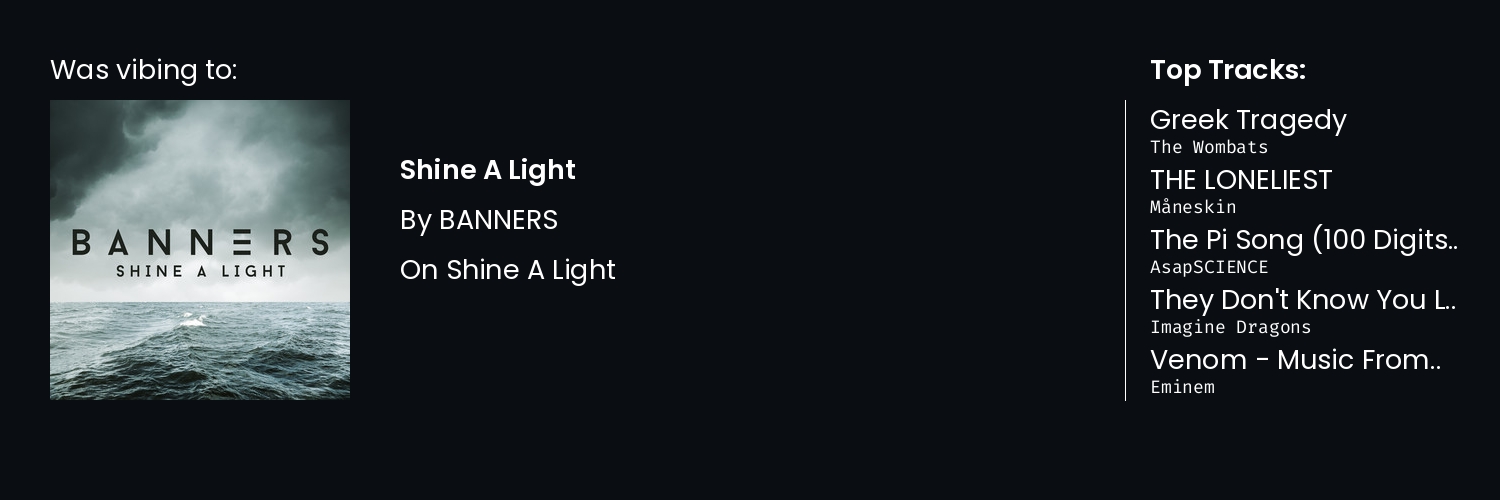 Was vibing to:
BANNERS
SHINE A LIGHT
Shine A Light
By BANNERS
On Shine A Light
Top Tracks:
Greek Tragedy
The Wombats
THE LONELIEST
Måneskin
The Pi Song (100 Digits..
AsapSCIENCE
They Don't Know You L..
Imagine Dragons
Venom - Music From..
Eminem